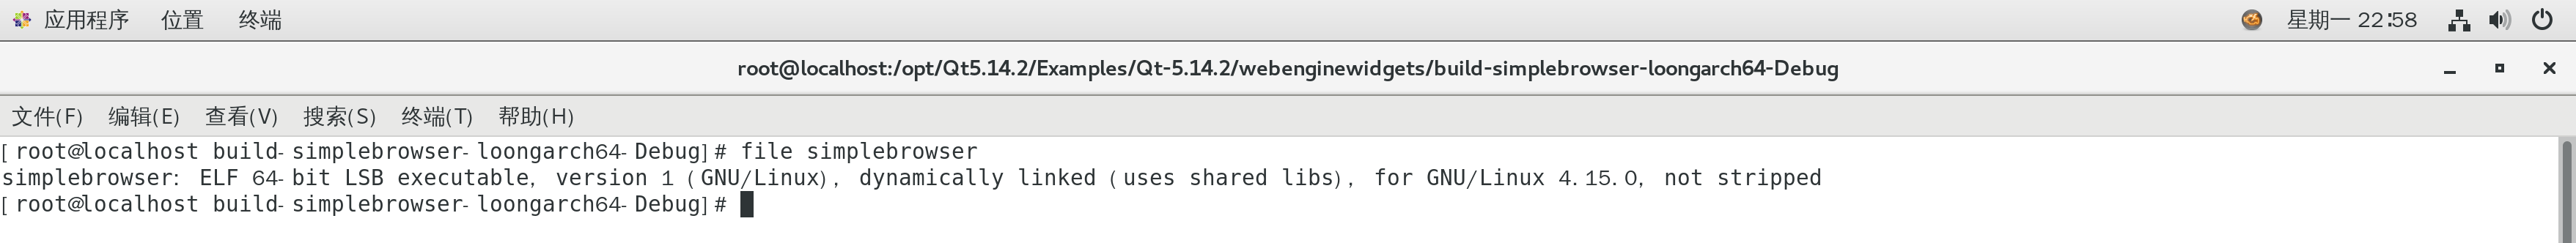 应用程序 位置 终端 星期一 22:58
root@localhost:/opt/Qt5.14.2/Examples/Qt-5.14.2/webenginewidgets/build-simplebrowser-loongarch64-Debug
文件(F) 编辑(E) 查看(V) 搜索(S) 终端(T) 帮助(H)
[root@localhost build-simplebrowser-loongarch64-Debug]# file simplebrowser
simplebrowser: ELF 64-bit LSB executable, version 1 (GNU/Linux), dynamically linked (uses shared libs), for GNU/Linux 4.15.0, not stripped
[root@localhost build-simplebrowser-loongarch64-Debug]#